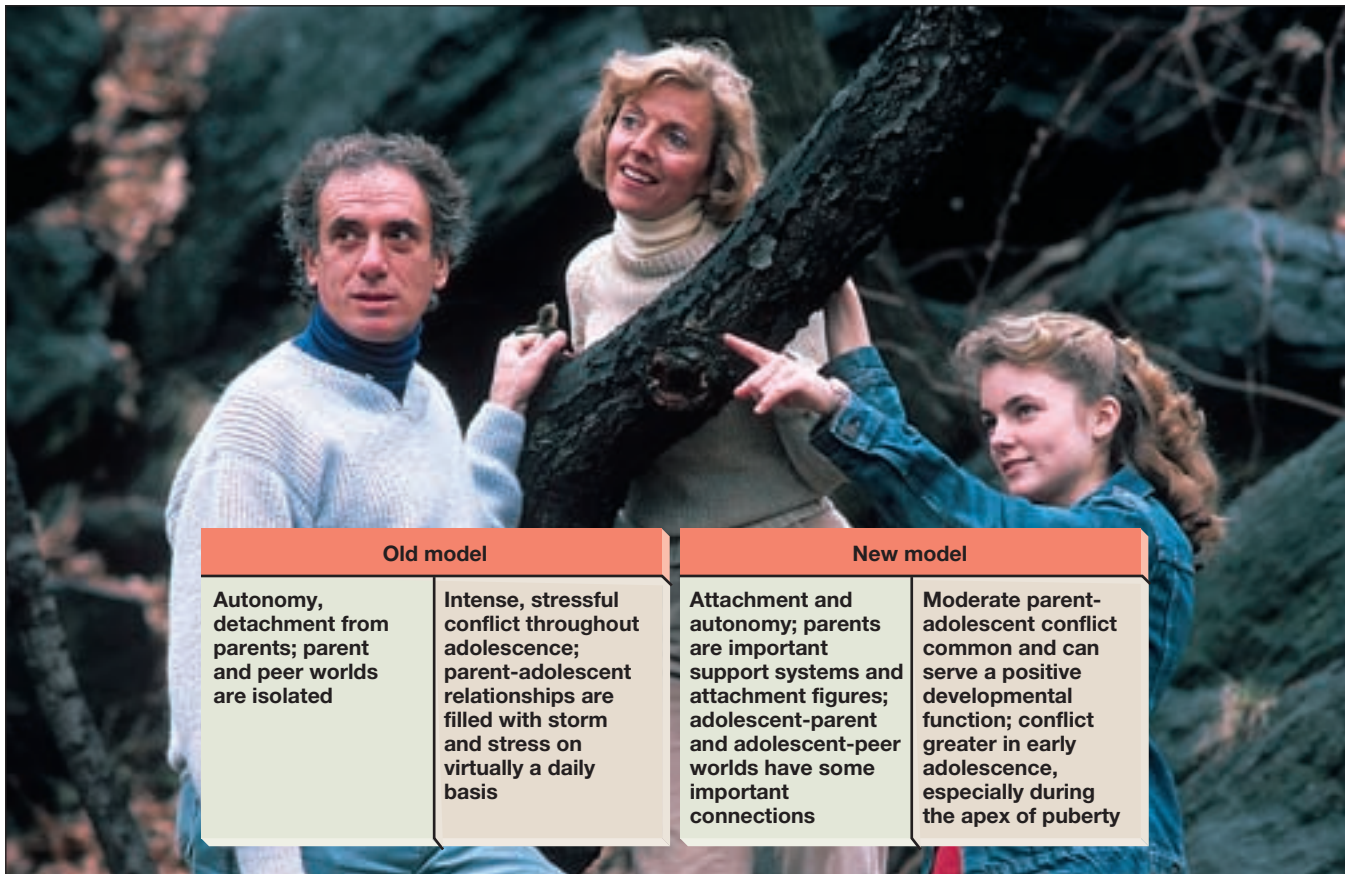 Old model
Autonomy,
detachment from
parents; parent
and peer worlds
are isolated
Intense, stressful
conflict throughout
adolescence;
parent-adolescent
relationships are
filled with storm
and stress on
virtually a daily
basis
New model
Attachment and
autonomy; parents
are important
support systems and
attachment figures;
adolescent-parent
and adolescent-peer
worlds have some
important
connections
Moderate parent-
adolescent conflict
common and can
serve a positive
developmental
function; conflict
greater in early
adolescence,
especially during
the apex of puberty